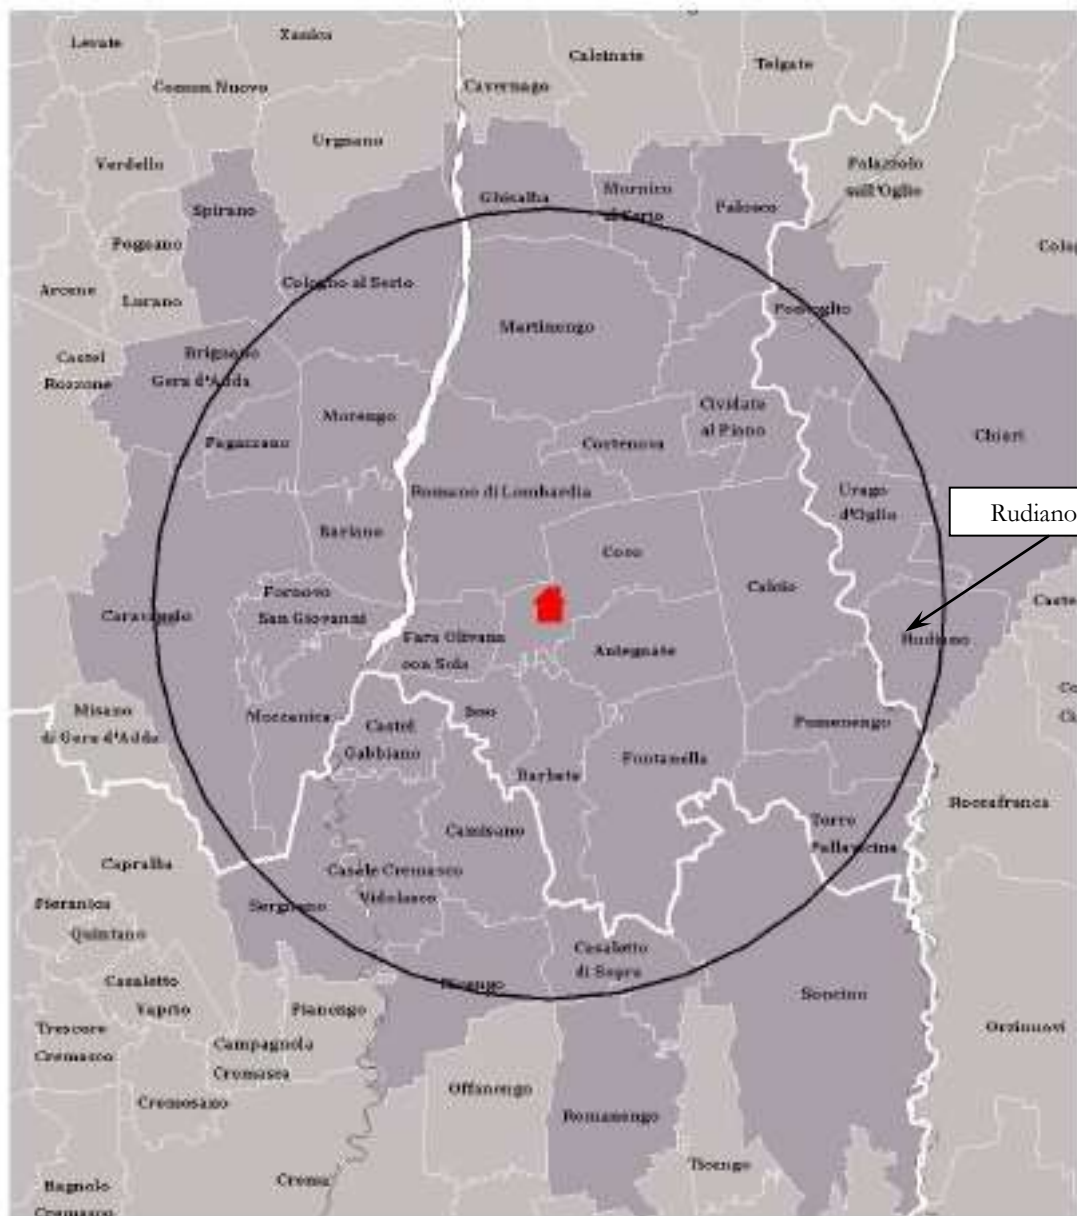 Levate
Zanica
Calcinate
Telgate
Comun Nuovo
Cavernago
Urgnano
Verdello
Palazzolo
sull'Oglio
Spirano
Ghisalba
Mornico
al Serio
Palosco
Pognano
Arcene
Lurano
Cologno al Serio
Martinengo
Pontoglio
Castel
Rozzone
Brignano
Gera d'Adda
Morengo
Cividate
al Piano
Chiari
Pagazzano
Cortenova
Romano di Lombardia
Urago
d'Oglio
Rudiano
Bariano
Covo
Calcio
Fornovo
San Giovanni
Caravaggio
Fara Olivana
con Sola
Antegnate
Rudiano
Misano
di Gera d'Adda
Mozzanica
Castel
Gabbiano
Isso
Pumenengo
Fontanella
Barbata
Roccafranca
Camisano
Torre
Pallavicina
Capralba
Casale Cremasco
Vidolasco
Pieranica
Quintano
Sergnano
Casaletto
di Sopra
Casaletto
Vaprio
Ricengo
Soncino
Trescore
Cremasco
Pianengo
Campagnola
Cremasca
Orzinuovi
Cremosano
Offanengo
Romanengo
Ticengo
Crema
Bagnolo
Cremasco